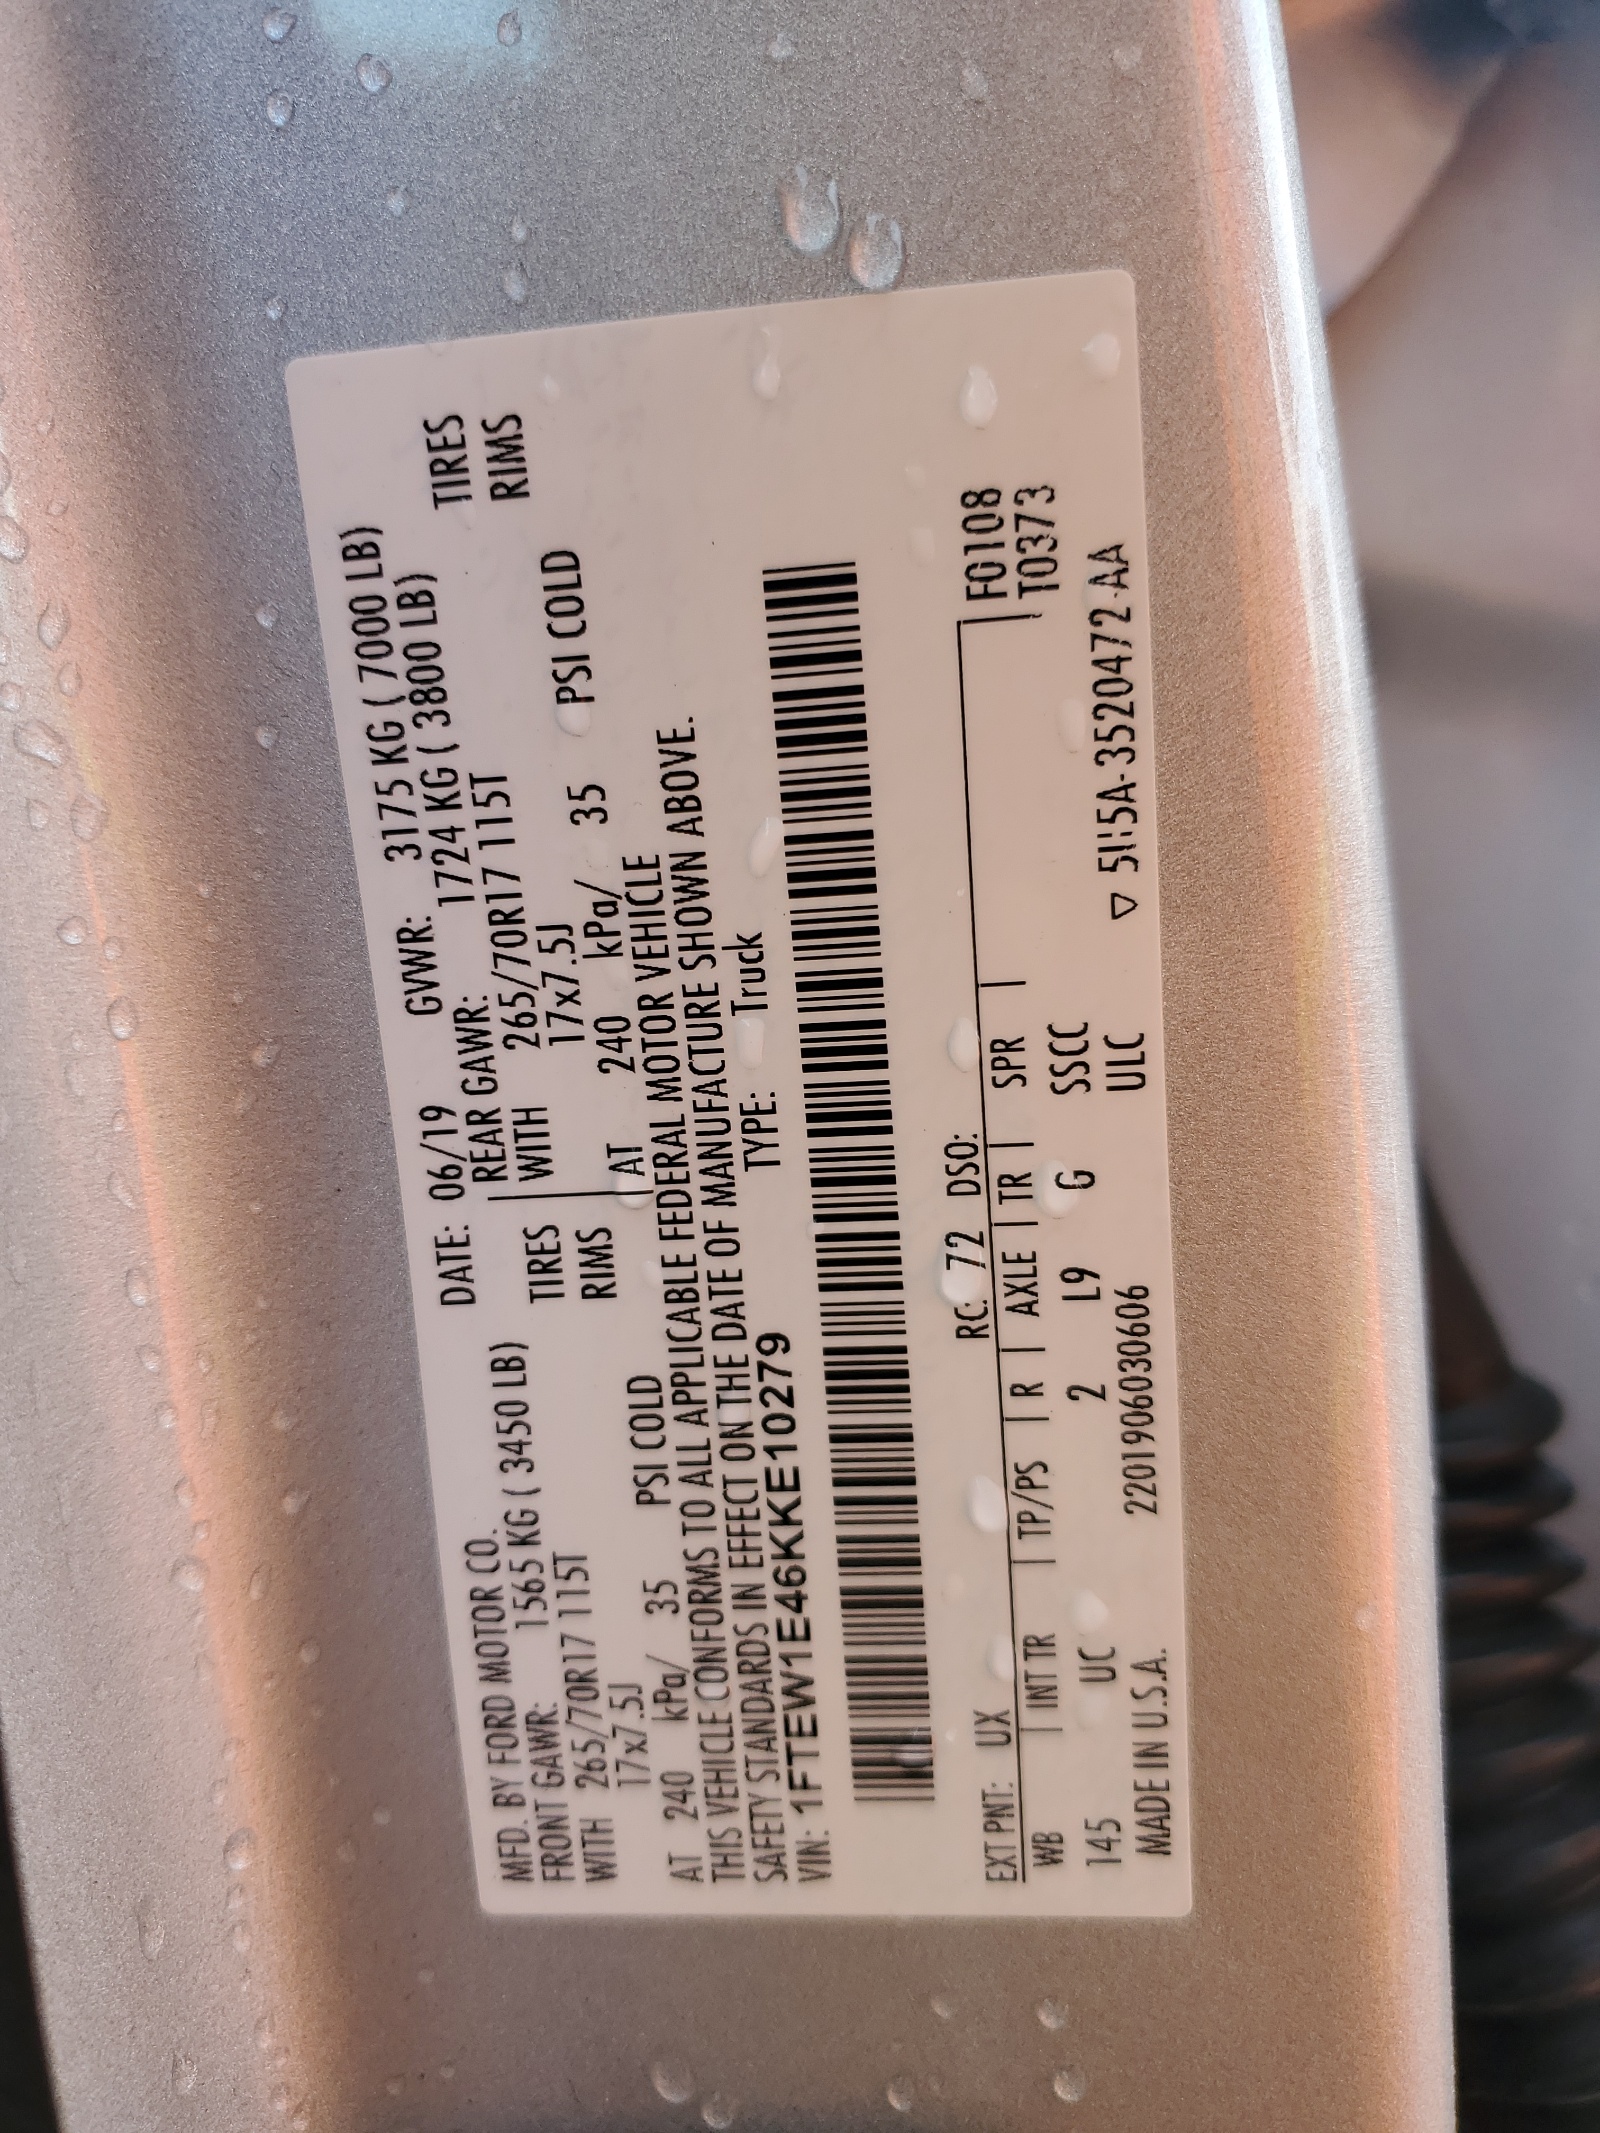 MFD. BY FORD MOTOR CO. DATE: 06/19 GVWR: 3175 KG ( 7000 LB)
FRONT GAWR: 1565 KG ( 3450 LB) REAR GAWR: 1724 KG ( 3800 LB)
WITH 265/70R17 115T TIRES WITH 265/70R17 115T TIRES
17x7.5J RIMS 17x7.5J RIMS
AT 240 kPa/ 35 PSI COLD AT 240 kPa/ 35 PSI COLD
THIS VEHICLE CONFORMS TO ALL APPLICABLE FEDERAL MOTOR VEHICLE
SAFETY STANDARDS IN EFFECT ON THE DATE OF MANUFACTURE SHOWN ABOVE.
VIN: 1FTEW1E46KKE10279 TYPE: Truck
EXT PNT: UX RC: 72 DSO:
WB | INT TR | TP/PS | R | AXLE | TR | SPR | F0108
T0373
145 UC 2 L9 G SSCC
ULC
MADE IN U.S.A. 2201906030606 ▽ 5U5A-3520472-AA